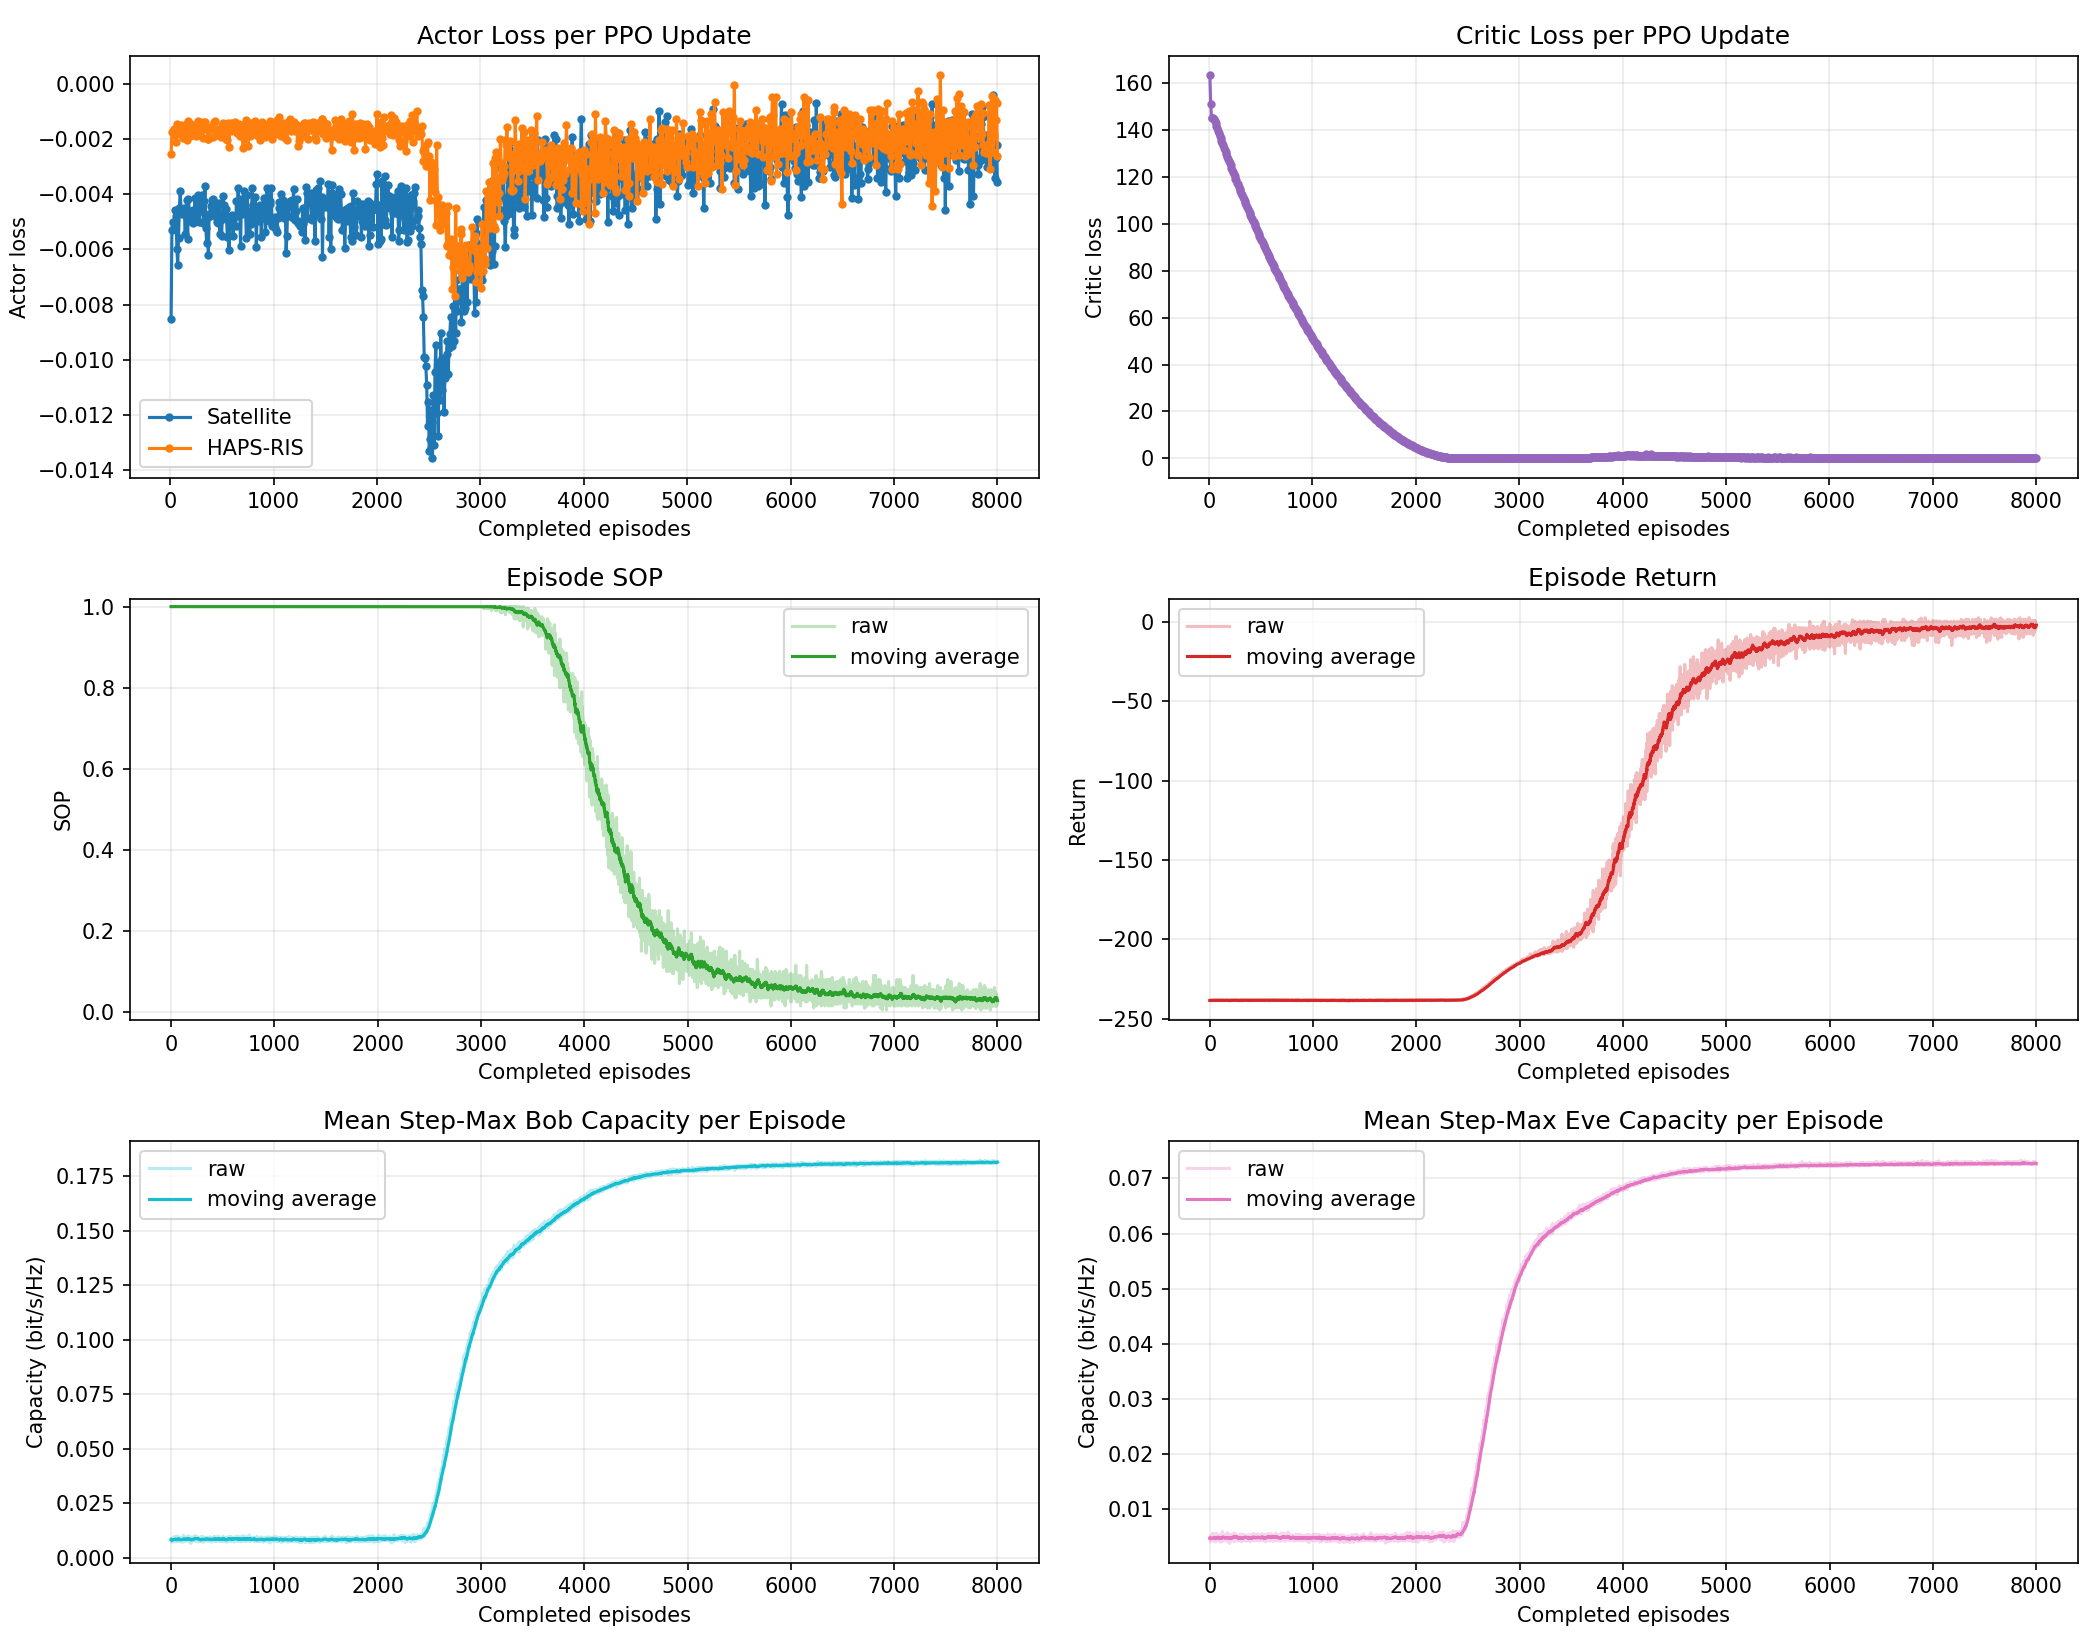 Actor Loss per PPO Update
0.000
−0.002
−0.004
−0.006
−0.008
−0.010
−0.012
−0.014
Actor loss
Satellite
HAPS-RIS
0 1000 2000 3000 4000 5000 6000 7000 8000
Completed episodes
Critic Loss per PPO Update
160
140
120
100
80
60
40
20
0
Critic loss
0 1000 2000 3000 4000 5000 6000 7000 8000
Completed episodes
Episode SOP
1.0
0.8
0.6
0.4
0.2
0.0
SOP
raw
moving average
0 1000 2000 3000 4000 5000 6000 7000 8000
Completed episodes
Episode Return
0
−50
−100
−150
−200
−250
Return
raw
moving average
0 1000 2000 3000 4000 5000 6000 7000 8000
Completed episodes
Mean Step-Max Bob Capacity per Episode
0.175
0.150
0.125
0.100
0.075
0.050
0.025
0.000
Capacity (bit/s/Hz)
raw
moving average
0 1000 2000 3000 4000 5000 6000 7000 8000
Completed episodes
Mean Step-Max Eve Capacity per Episode
0.07
0.06
0.05
0.04
0.03
0.02
0.01
Capacity (bit/s/Hz)
raw
moving average
0 1000 2000 3000 4000 5000 6000 7000 8000
Completed episodes